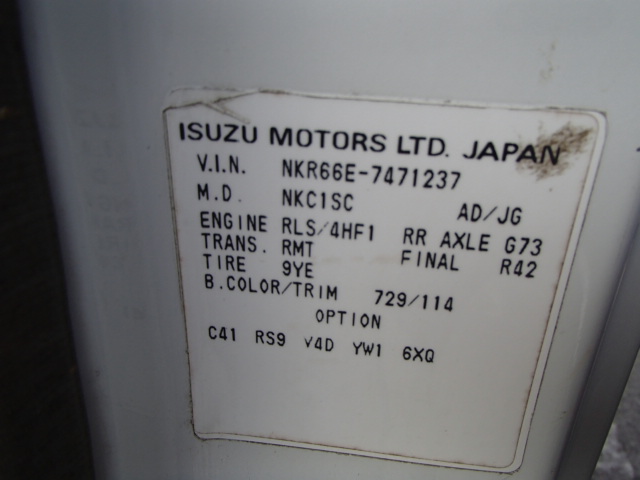 ISUZU MOTORS LTD. JAPAN
V.I.N. NKR66E-7471237
M.D. NKC1SC AD/JG
ENGINE RLS/4HF1 RR AXLE G73
TRANS. RMT FINAL R42
TIRE 9YE
B.COLOR/TRIM 729/114
OPTION
C41 RS9 V4D YW1 6XQ